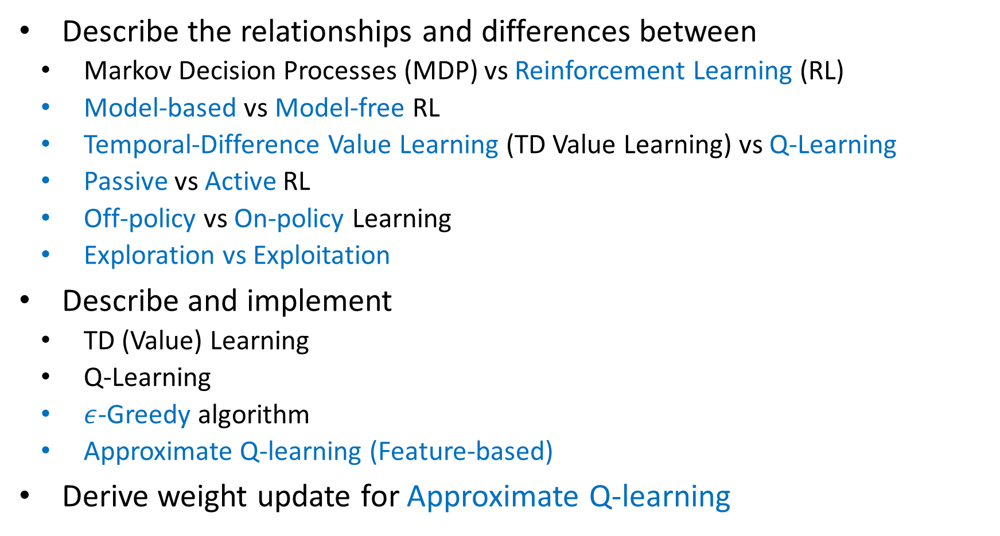 • Describe the relationships and differences between
• Markov Decision Processes (MDP) vs Reinforcement Learning (RL)
• Model-based vs Model-free RL
• Temporal-Difference Value Learning (TD Value Learning) vs Q-Learning
• Passive vs Active RL
• Off-policy vs On-policy Learning
• Exploration vs Exploitation
• Describe and implement
• TD (Value) Learning
• Q-Learning
• ϵ-Greedy algorithm
• Approximate Q-learning (Feature-based)
• Derive weight update for Approximate Q-learning